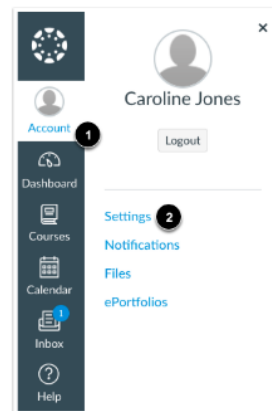 ×
Caroline Jones
Logout
Account 1
Dashboard
Courses
Calendar
1
Inbox
Help
Settings 2
Notifications
Files
ePortfolios
?